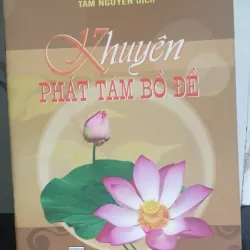 TÂM NGUYÊN DỊCH
Khuyên
PHÁT TÂM BỒ ĐỀ